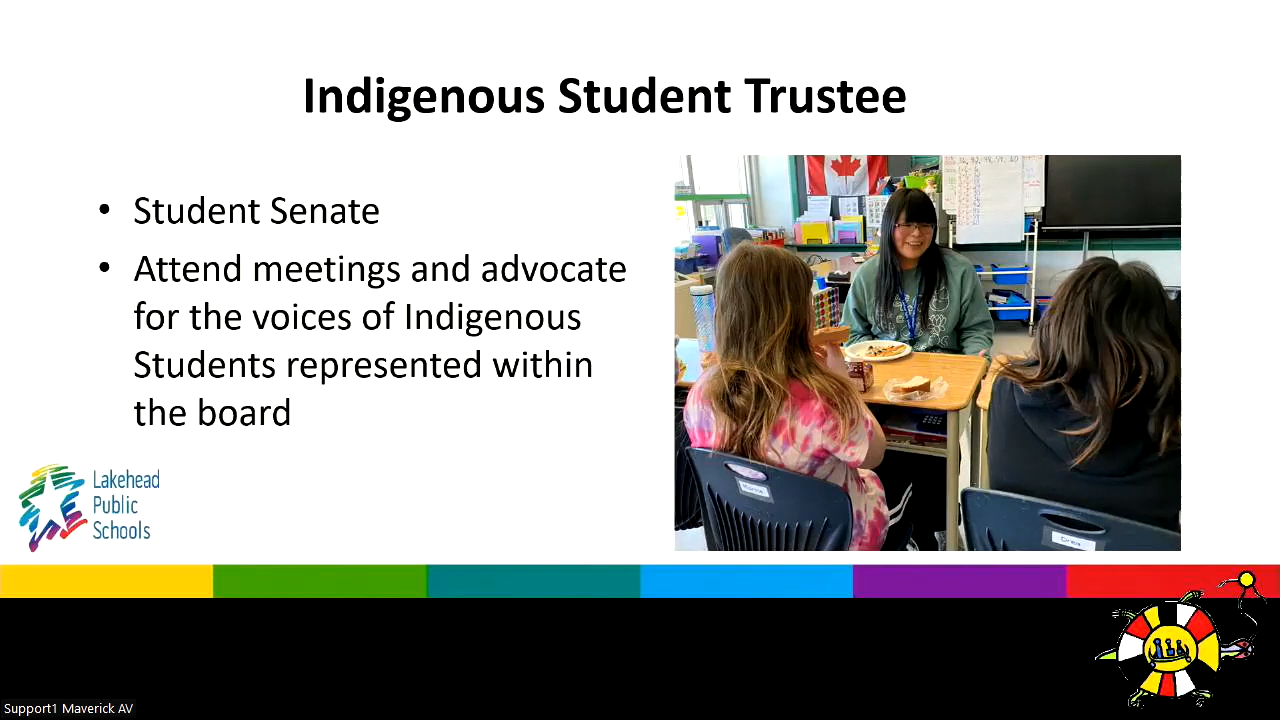 Indigenous Student Trustee
• Student Senate
• Attend meetings and advocate
for the voices of Indigenous
Students represented within
the board
Lakehead
Public
Schools
Support1 Maverick AV